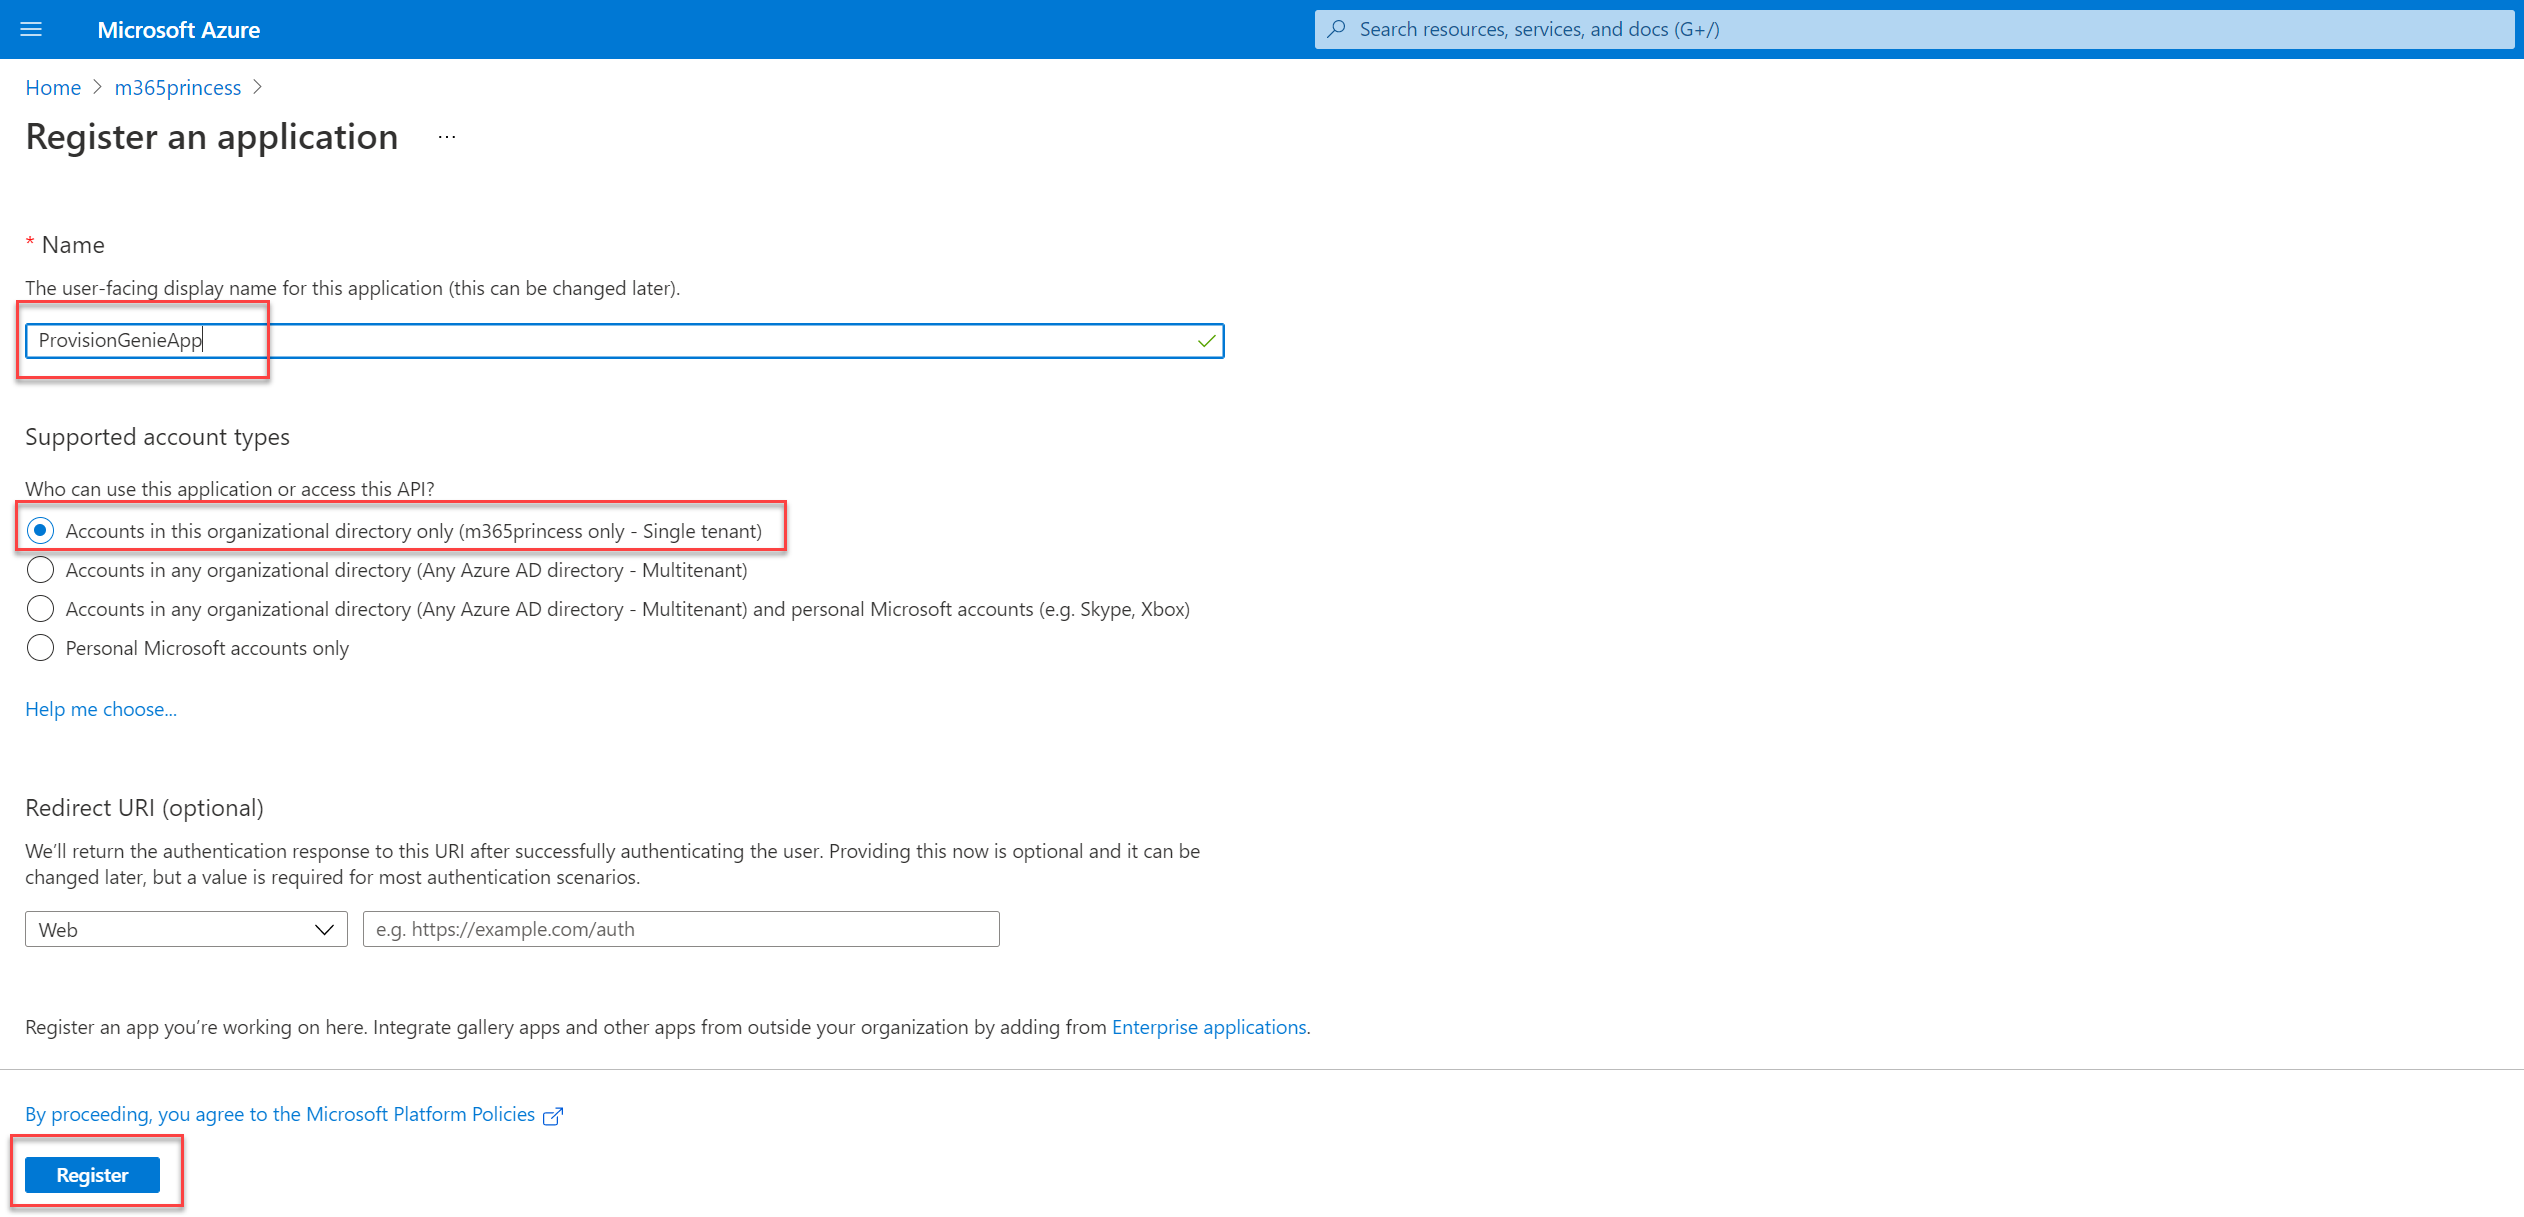 Microsoft Azure
Search resources, services, and docs (G+/)
Home > m365princess >
Register an application ...
* Name
The user-facing display name for this application (this can be changed later).
ProvisionGenieApp
Supported account types
Who can use this application or access this API?
Accounts in this organizational directory only (m365princess only - Single tenant)
Accounts in any organizational directory (Any Azure AD directory - Multitenant)
Accounts in any organizational directory (Any Azure AD directory - Multitenant) and personal Microsoft accounts (e.g. Skype, Xbox)
Personal Microsoft accounts only
Help me choose...
Redirect URI (optional)
We'll return the authentication response to this URI after successfully authenticating the user. Providing this now is optional and it can be
changed later, but a value is required for most authentication scenarios.
Web
e.g. https://example.com/auth
Register an app you're working on here. Integrate gallery apps and other apps from outside your organization by adding from Enterprise applications.
By proceeding, you agree to the Microsoft Platform Policies
Register